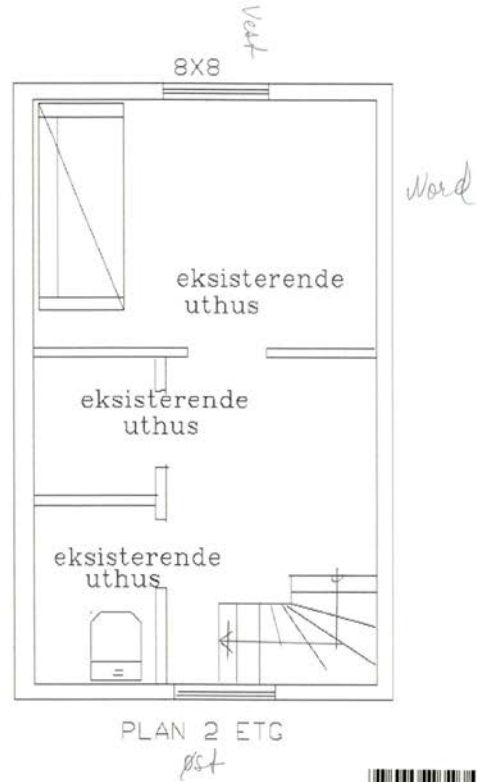 Vest
8X8
Nord
eksisterende
uthus
eksisterende
uthus
eksisterende
uthus
PLAN 2 ETG
øst